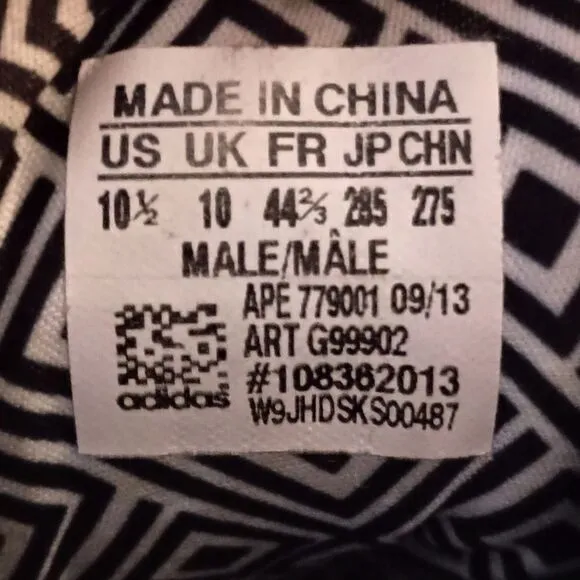 MADE IN CHINA
US UK FR JP CHN
10½ 10 44⅔ 285 275
MALE/MÂLE
APE 779001 09/13
ART G99902
#108362013
adidas W9JHDSKS00487